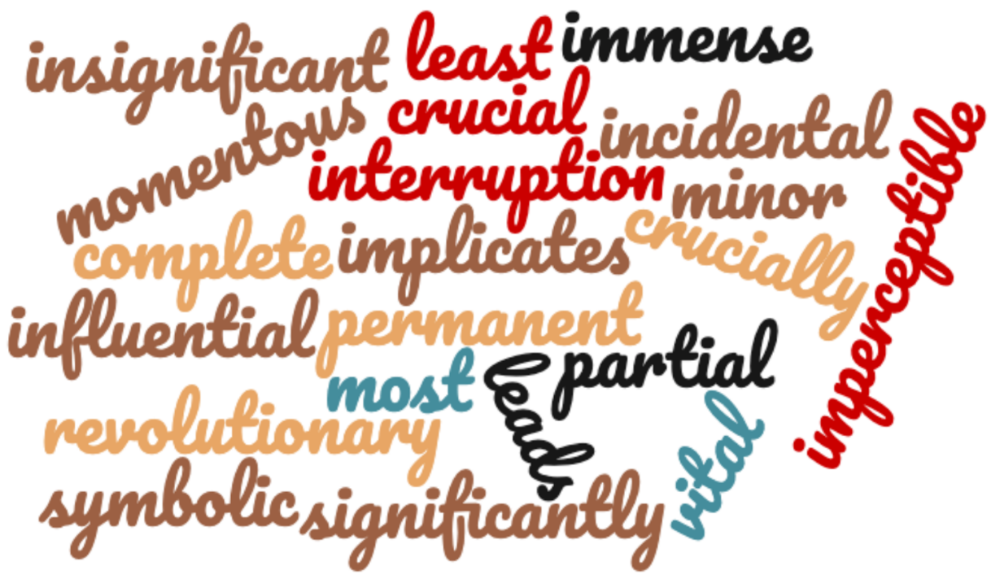 insignificant
least
immense
crucial
momentous
incidental
interruption
minor
imperceptible
complete
implicates
crucially
influential
permanent
partial
most
leads
revolutionary
vital
symbolic
significantly